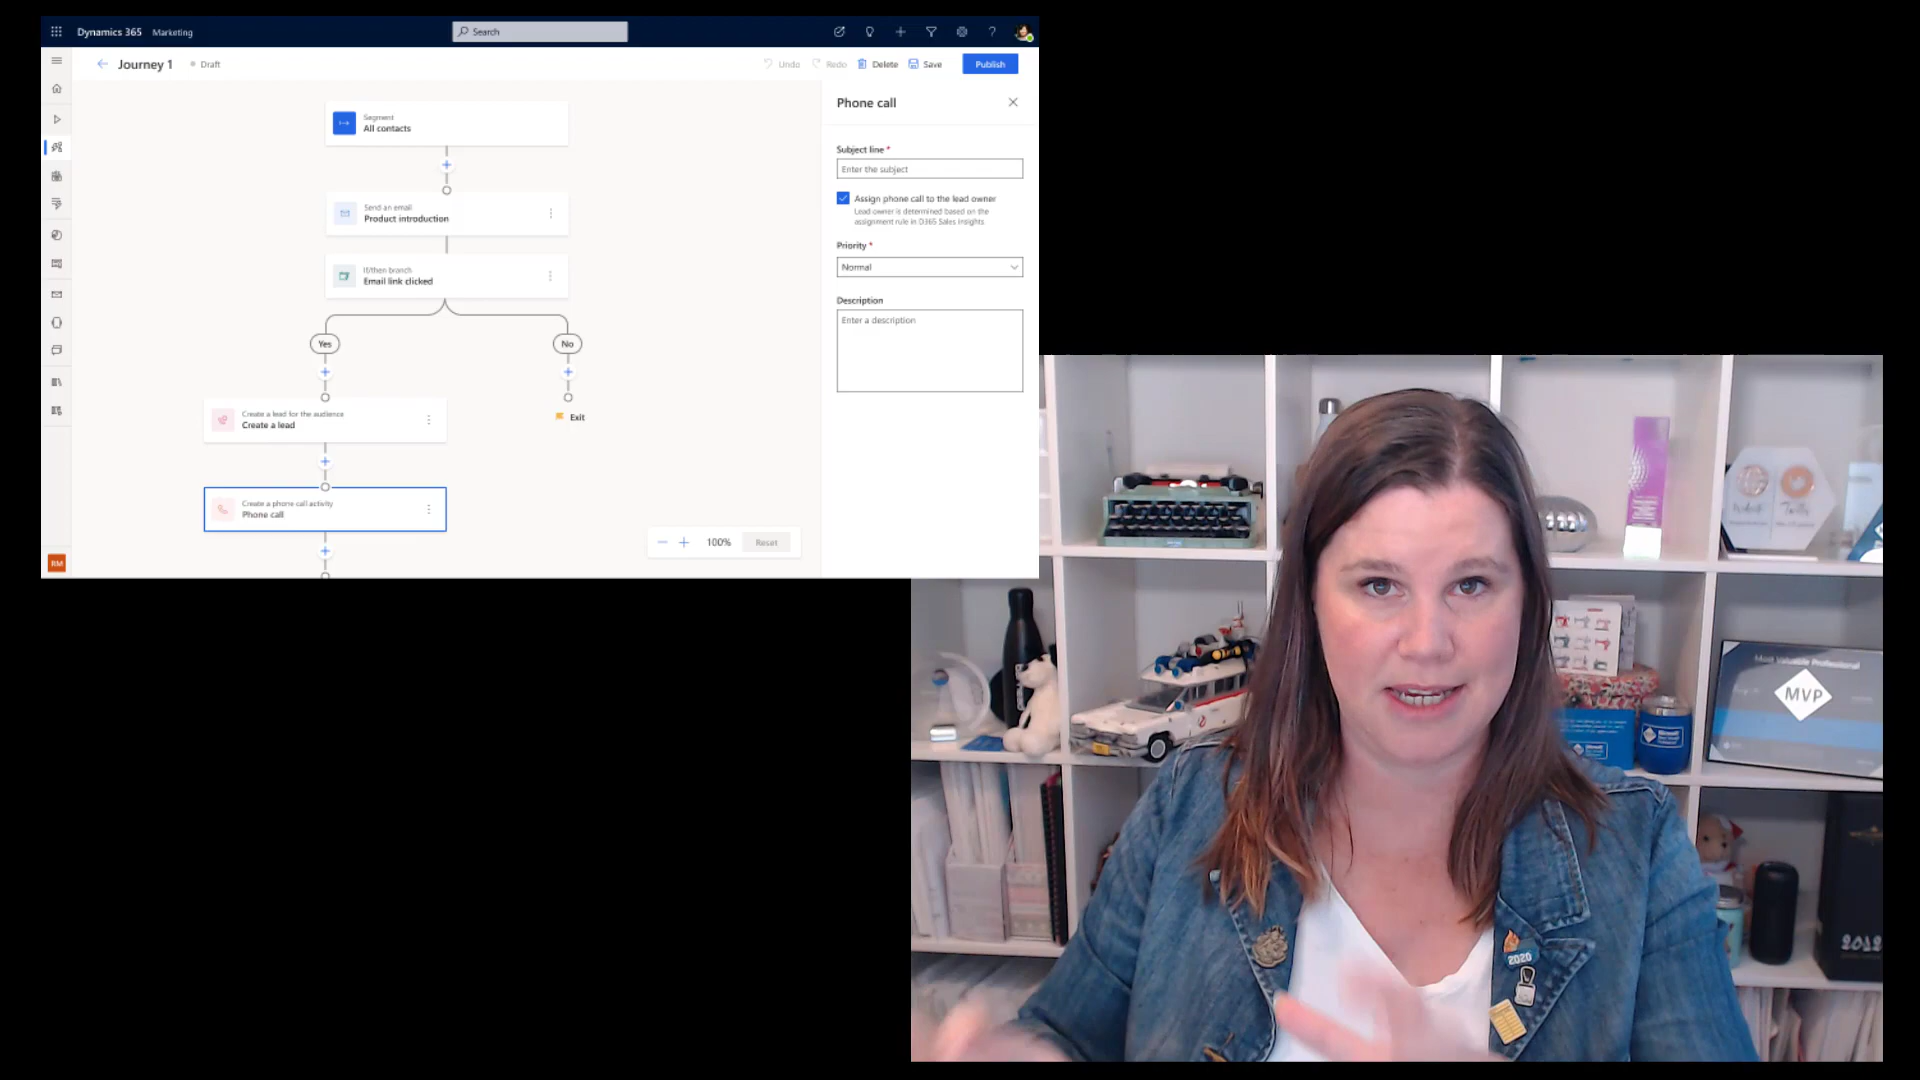 Dynamics 365
Marketing
Search
Journey 1
Draft
Undo
Redo
Delete
Save
Publish
Segment
All contacts
Send an email
Product introduction
If/then branch
Email link clicked
Yes
No
Create a lead for the audience
Create a lead
Exit
Create a phone call activity
Phone call
100%
Reset
RM
Phone call
Subject line *
Enter the subject
Assign phone call to the lead owner
Lead owner is determined based on the
assignment rule in D365 Sales Insights
Priority *
Normal
Description
Enter a description
Most Valuable Professional
MVP
2020
2012